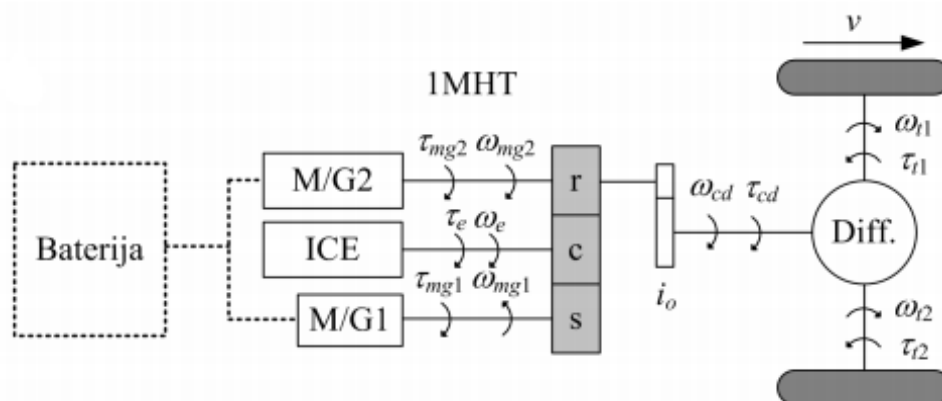 v
1MHT
τmg2 ωmg2
M/G2
r
ωt1
τt1
Baterija
ICE
τe ωe
c
ωcd τcd
Diff.
τmg1 ωmg1
M/G1
s
io
ωt2
τt2